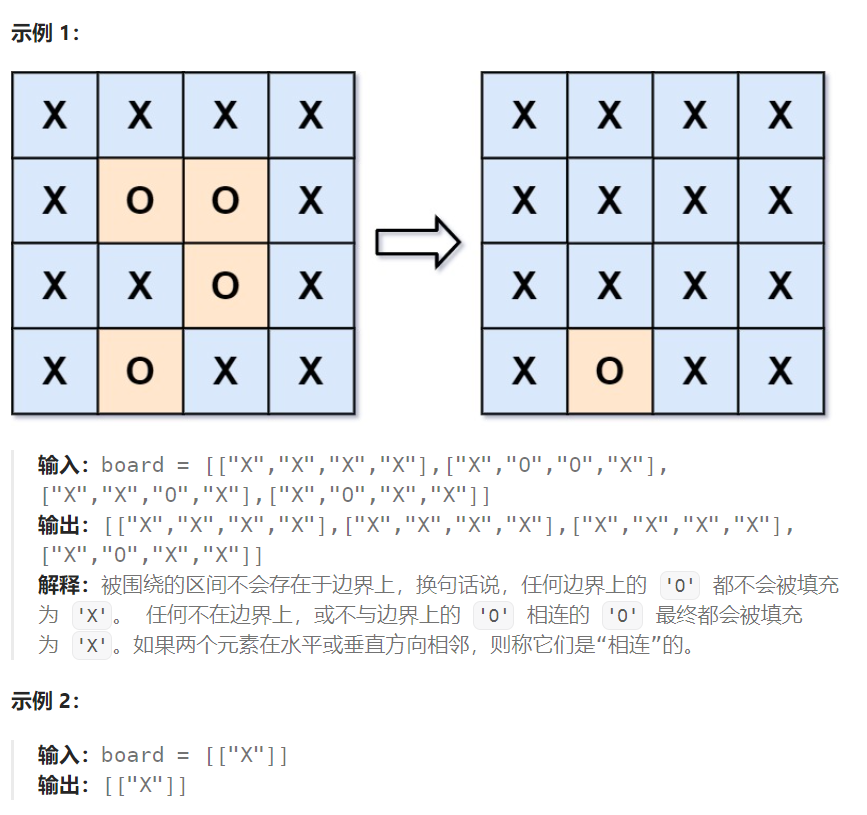 示例 1：
X X X X X X X X
X O O X X X X X
X X O X X X X X
X O X X X O X X
输入：board = [["X","X","X","X"],["X","O","O","X"],
["X","X","O","X"],["X","O","X","X"]]
输出：[["X","X","X","X"],["X","X","X","X"],["X","X","X","X"],
["X","O","X","X"]]
解释：被围绕的区间不会存在于边界上，换句话说，任何边界上的 'O' 都不会被填充
为 'X'。 任何不在边界上，或不与边界上的 'O' 相连的 'O' 最终都会被填充
为 'X'。如果两个元素在水平或垂直方向相邻，则称它们是“相连”的。
示例 2：
输入：board = [["X"]]
输出：[["X"]]